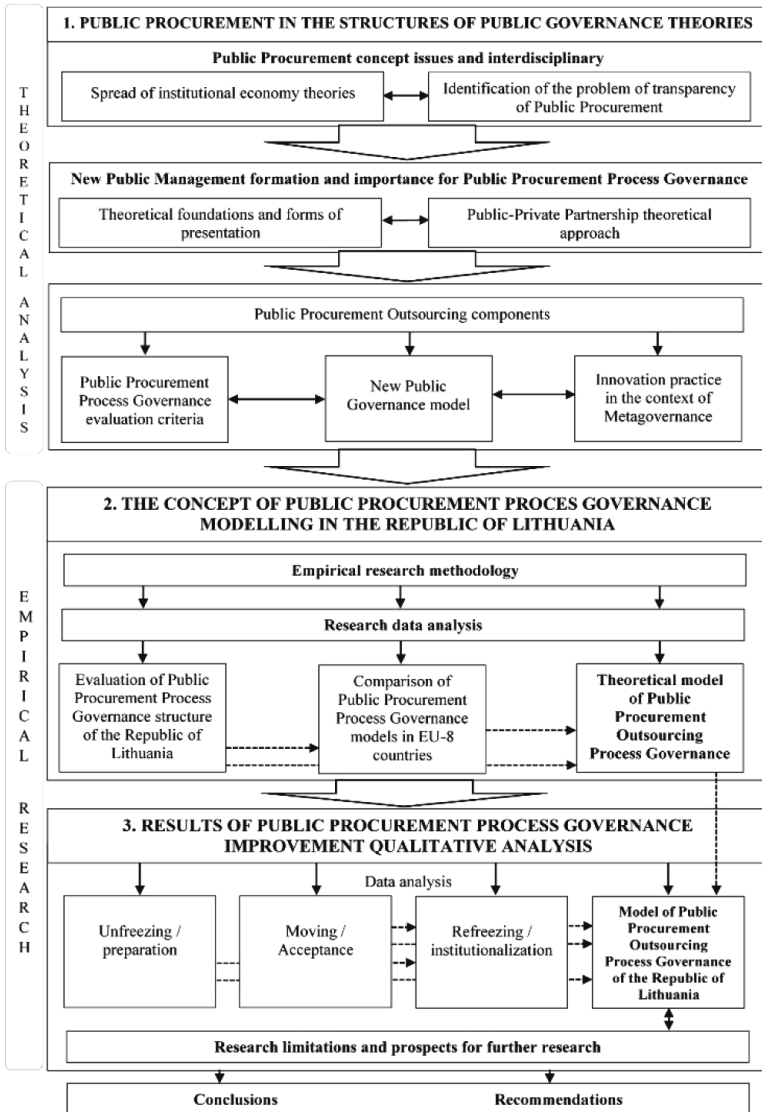 1. PUBLIC PROCUREMENT IN THE STRUCTURES OF PUBLIC GOVERNANCE THEORIES
Public Procurement concept issues and interdisciplinary
Spread of institutional economy theories
Identification of the problem of transparency
of Public Procurement
THEORETICAL ANALYSIS
New Public Management formation and importance for Public Procurement Process Governance
Theoretical foundations and forms of
presentation
Public-Private Partnership theoretical
approach
Public Procurement Outsourcing components
Public Procurement
Process Governance
evaluation criteria
New Public
Governance model
Innovation practice
in the context of
Metagovernance
2. THE CONCEPT OF PUBLIC PROCUREMENT PROCES GOVERNANCE
MODELLING IN THE REPUBLIC OF LITHUANIA
EMPIRICAL RESEARCH
Empirical research methodology
Research data analysis
Evaluation of Public
Procurement Process
Governance structure
of the Republic of
Lithuania
Comparison of
Public Procurement
Process Governance
models in EU-8
countries
Theoretical model
of Public
Procurement
Outsourcing
Process Governance
3. RESULTS OF PUBLIC PROCUREMENT PROCESS GOVERNANCE
IMPROVEMENT QUALITATIVE ANALYSIS
Data analysis
Unfreezing /
preparation
Moving /
Acceptance
Refreezing /
institutionalization
Model of Public
Procurement
Outsourcing
Process Governance
of the Republic of
Lithuania
Research limitations and prospects for further research
Conclusions
Recommendations